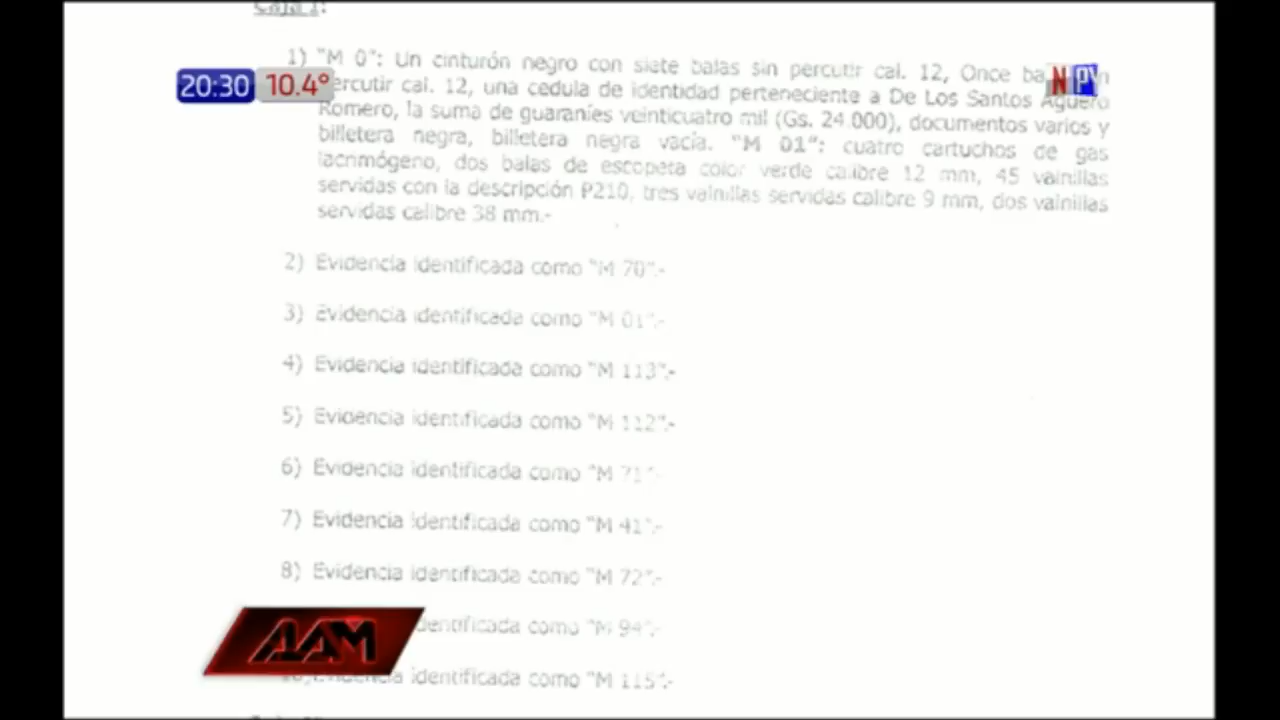 Caja 1:
1) "M 0": Un cinturón negro con siete balas sin percutir cal. 12, Once
percutir cal. 12, una cedula de identidad perteneciente a De Los Santos Agüero
Romero, la suma de guaraníes veinticuatro mil (Gs. 24.000), documentos varios y
billetera negra, billetera negra vacía. "M 01": cuatro cartuchos de gas
lacrimógeno, dos balas de escopeta color verde calibre 12 mm, 45 vainillas
servidas con la descripción P210, tres vainillas servidas calibre 9 mm, dos vainillas
servidas calibre 38 mm.-
2) Evidencia identificada como "M 70".-
3) Evidencia identificada como "M 01".-
4) Evidencia identificada como "M 113".-
5) Evidencia identificada como "M 112".-
6) Evidencia identificada como "M 71".-
7) Evidencia identificada como "M 41".-
8) Evidencia identificada como "M 72".-
identificada como "M 94".-
10) Evidencia identificada como "M 115".-
20:30 10.4°
NPY
AAM